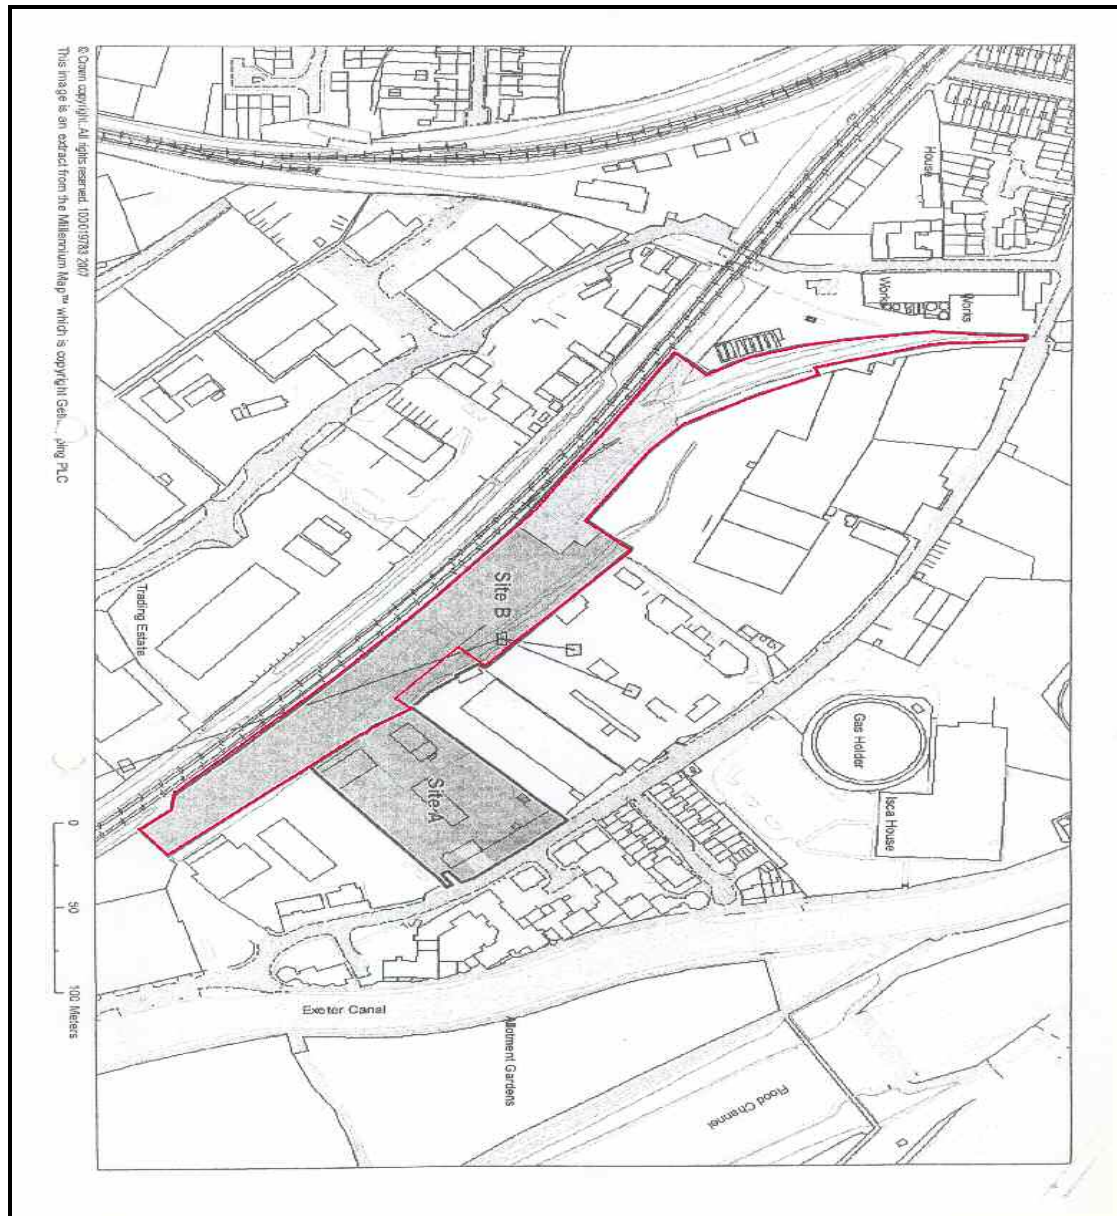 © Crown copyright. All rights reserved. 100019783 2007
This image is an extract from the Millennium Map™ which is copyright PLC
House
Works
Works
Site B
Trading Estate
Site A
Gas Holder
Isca House
0
50
100 Meters
Exeter Canal
Allotment Gardens
Flood Channel